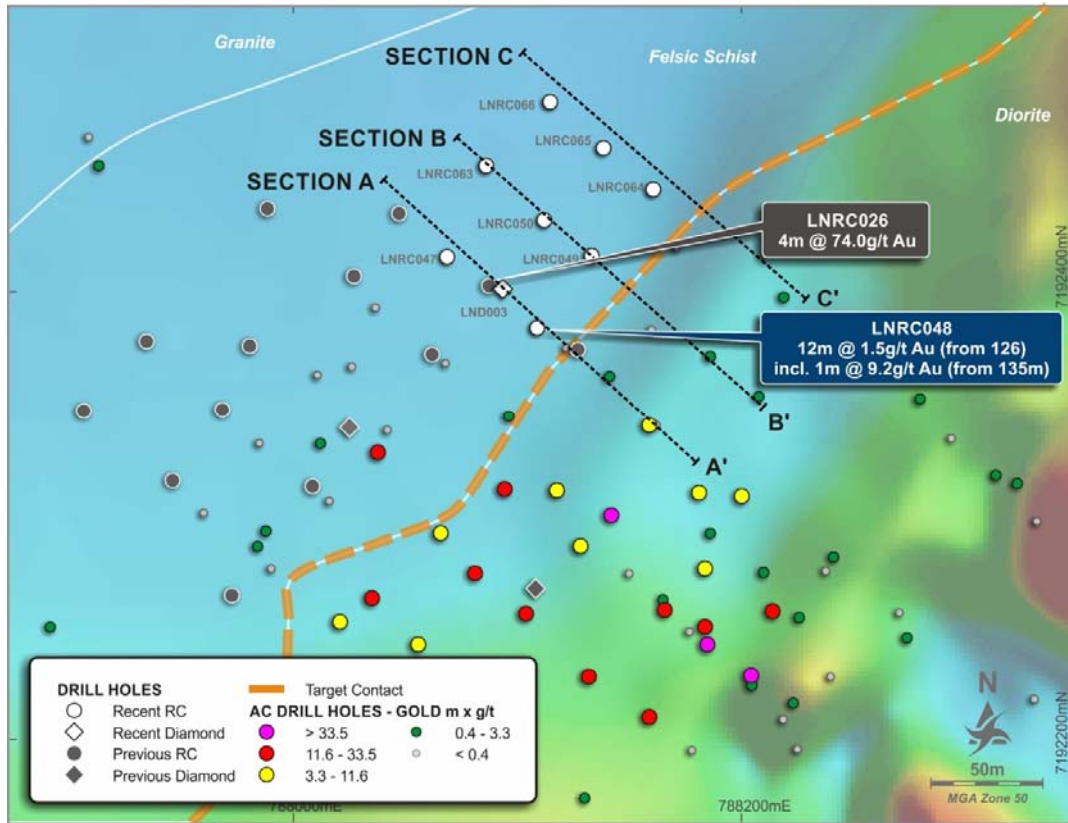 Granite
SECTION C
Felsic Schist
Diorite
LNRC066
SECTION B
LNRC065
SECTION A
LNRC063
LNRC064
LNRC050
LNRC026
4m @ 74.0g/t Au
LNRC047
LNRC049
7192400mN
C'
LND003
LNRC048
12m @ 1.5g/t Au (from 126)
incl. 1m @ 9.2g/t Au (from 135m)
B'
A'
DRILL HOLES
Recent RC
Recent Diamond
Previous RC
Previous Diamond
Target Contact
AC DRILL HOLES - GOLD m x g/t
> 33.5
11.6 - 33.5
3.3 - 11.6
0.4 - 3.3
< 0.4
N
50m
MGA Zone 50
7192200mN
788000mE
788200mE